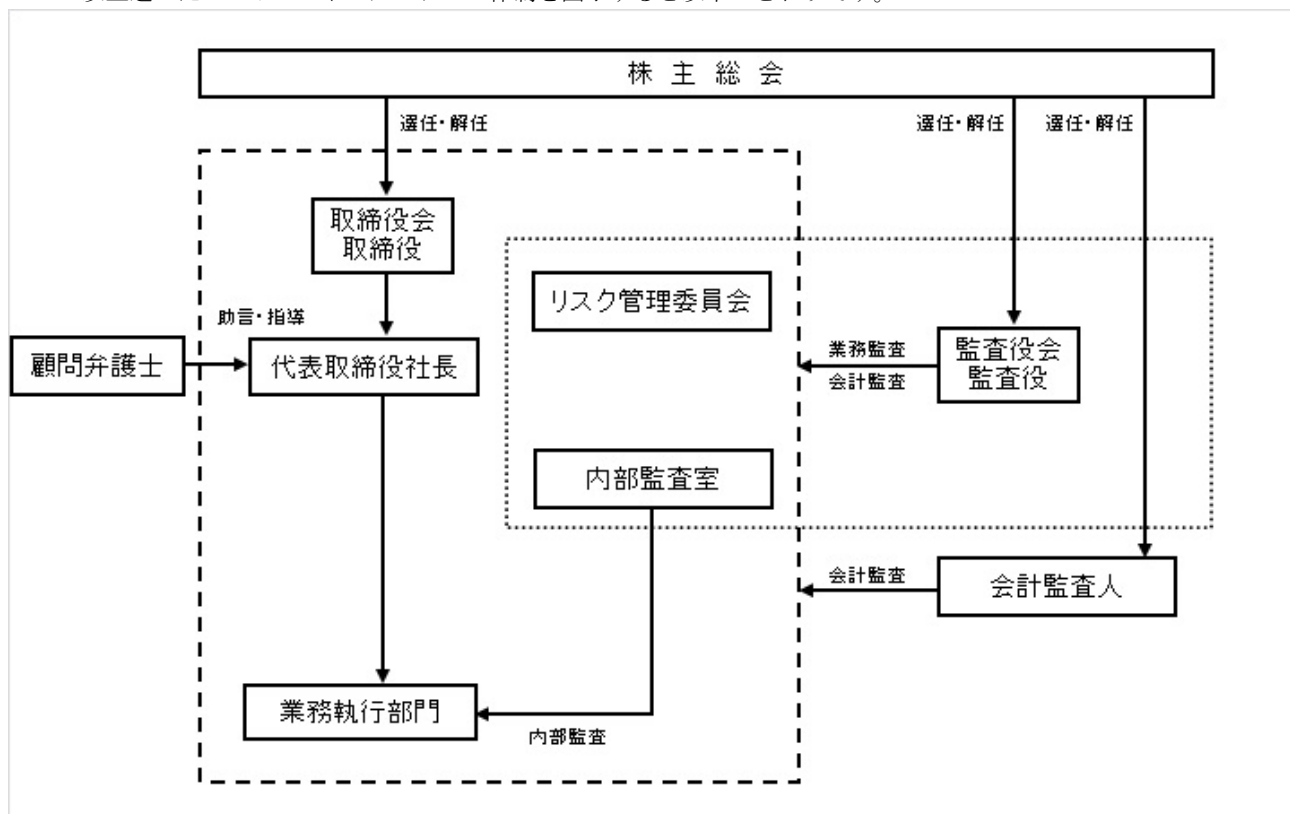 株主総会
選任・解任
選任・解任
選任・解任
取締役会
取締役
リスク管理委員会
助言・指導
顧問弁護士
代表取締役社長
業務監査
会計監査
監査役会
監査役
内部監査室
会計監査
会計監査人
業務執行部門
内部監査